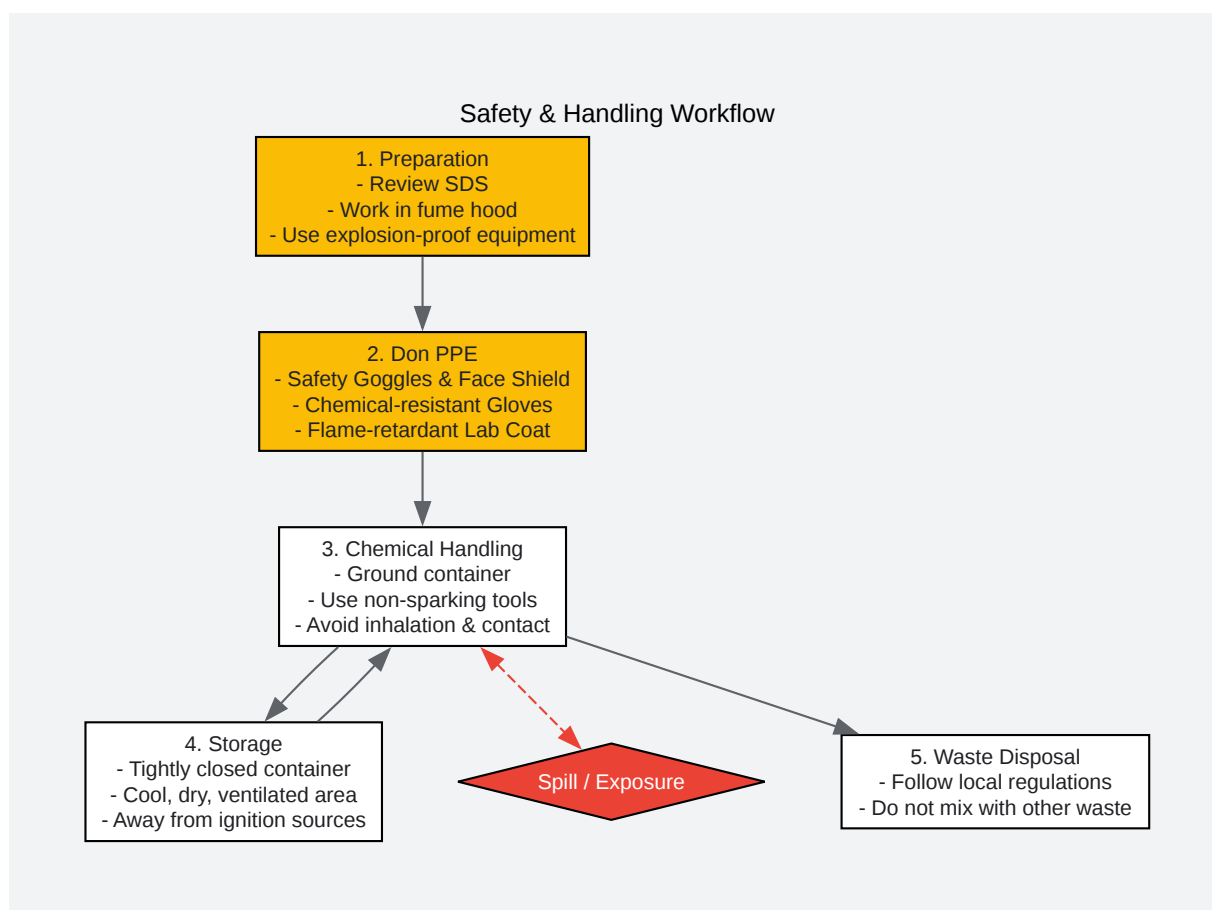 Safety & Handling Workflow
1. Preparation
- Review SDS
- Work in fume hood
- Use explosion-proof equipment
2. Don PPE
- Safety Goggles & Face Shield
- Chemical-resistant Gloves
- Flame-retardant Lab Coat
3. Chemical Handling
- Ground container
- Use non-sparking tools
- Avoid inhalation & contact
4. Storage
- Tightly closed container
- Cool, dry, ventilated area
- Away from ignition sources
Spill / Exposure
5. Waste Disposal
- Follow local regulations
- Do not mix with other waste